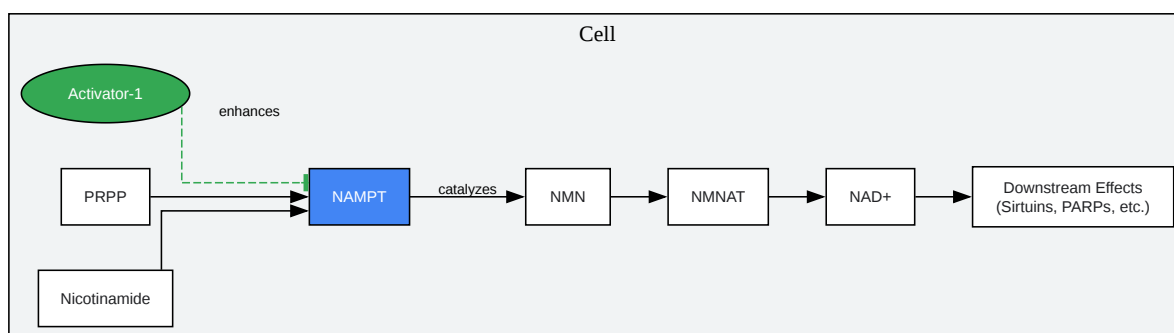 Cell
Activator-1
enhances
PRPP
NAMPT
catalyzes
NMN
NMNAT
NAD+
Downstream Effects
(Sirtuins, PARPs, etc.)
Nicotinamide